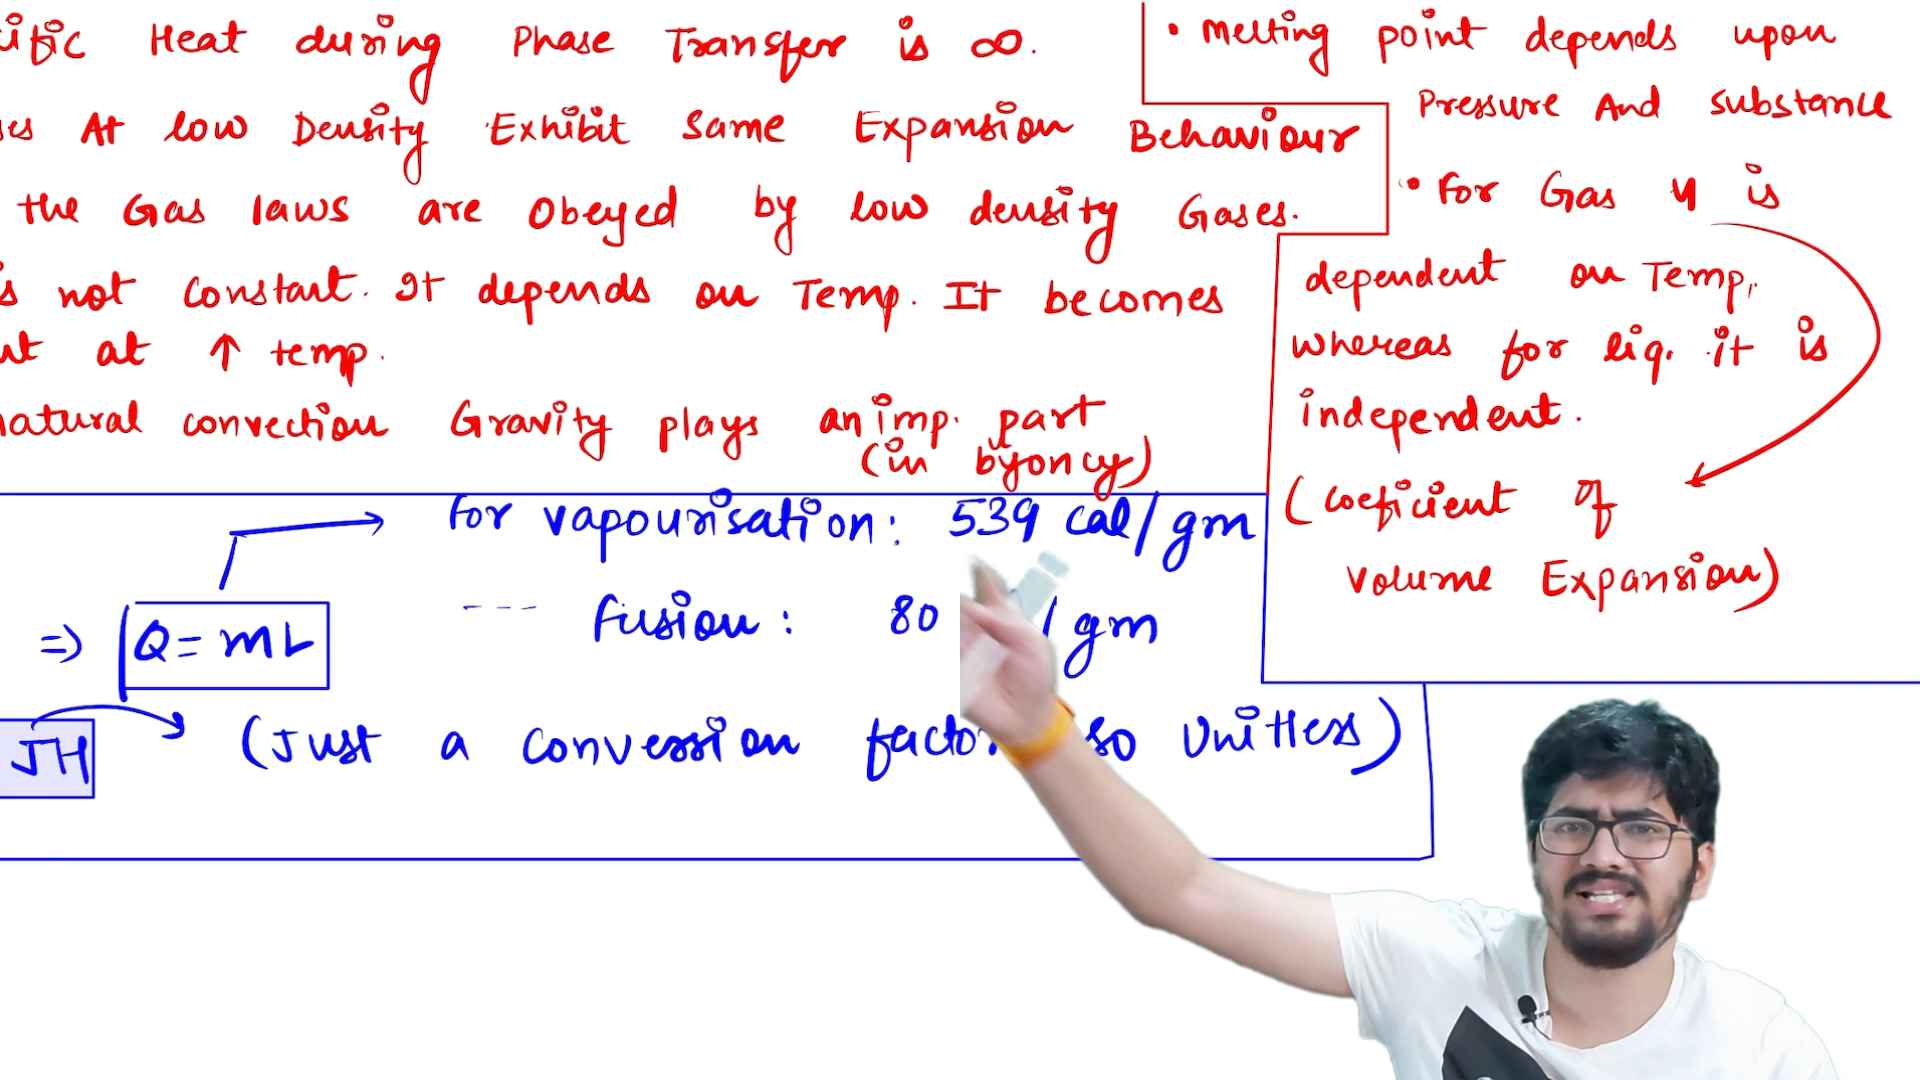 ific Heat during Phase Transfer is ∞.
ses At low Density Exhibit Same Expansion Behaviour
the Gas laws are Obeyed by low density Gases.
s not constant. It depends on Temp. It becomes
nt at ↑ temp.
natural convection Gravity plays an imp. part
(in byoncy)
• Melting point depends upon
Pressure And substance
• For Gas is
dependent on Temp,
whereas for liq. it is
independent.
(coeficient of
volume Expansion)
for vapourisation: 539 cal/gm
=> Q = mL
--- fusion: 80 /gm
JH (Just a conversion factor so Unitless)